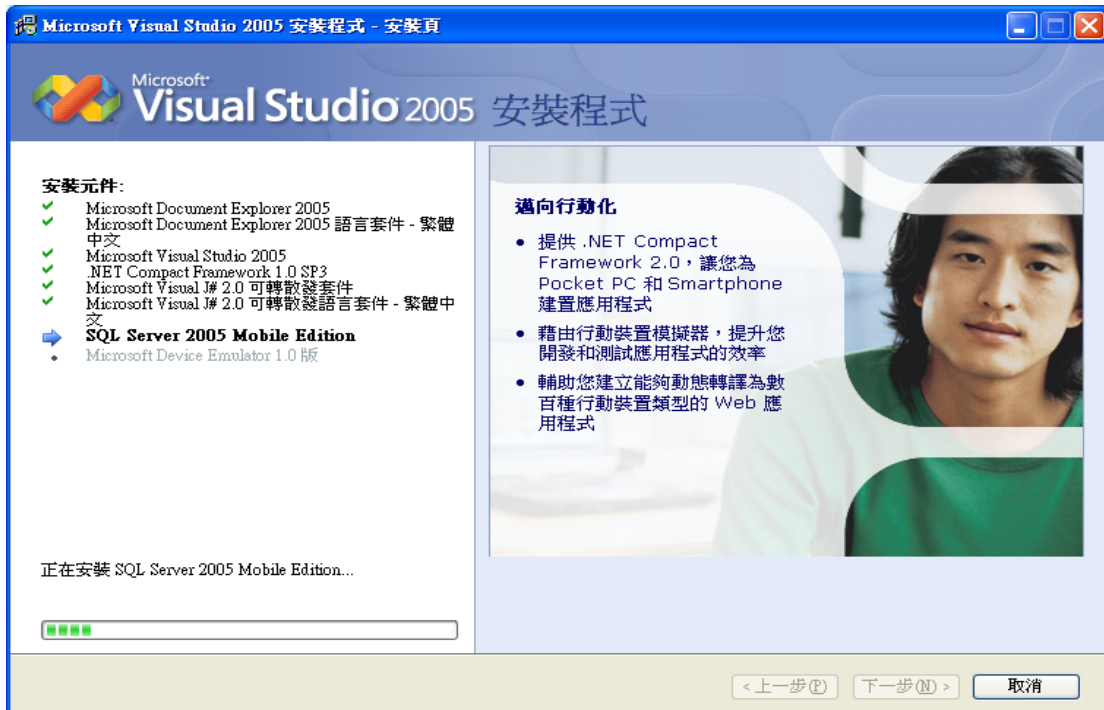 Microsoft Visual Studio 2005 安裝程式 - 安裝頁
Microsoft
Visual Studio 2005 安裝程式
安裝元件:
Microsoft Document Explorer 2005
Microsoft Document Explorer 2005 語言套件 - 繁體
中文
Microsoft Visual Studio 2005
.NET Compact Framework 1.0 SP3
Microsoft Visual J# 2.0 可轉散發套件
Microsoft Visual J# 2.0 可轉散發語言套件 - 繁體中
文
SQL Server 2005 Mobile Edition
Microsoft Device Emulator 1.0 版
正在安裝 SQL Server 2005 Mobile Edition...
邁向行動化
• 提供 .NET Compact
Framework 2.0，讓您為
Pocket PC 和 Smartphone
建置應用程式
• 藉由行動裝置模擬器，提升您
開發和測試應用程式的效率
• 輔助您建立能夠動態轉譯為數
百種行動裝置類型的 Web 應
用程式
< 上一步(P)
下一步(N) >
取消